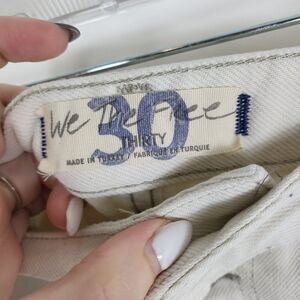 We The Free
30
THIRTY
MADE IN TURKEY / FABRIQUÉ EN TURQUIE